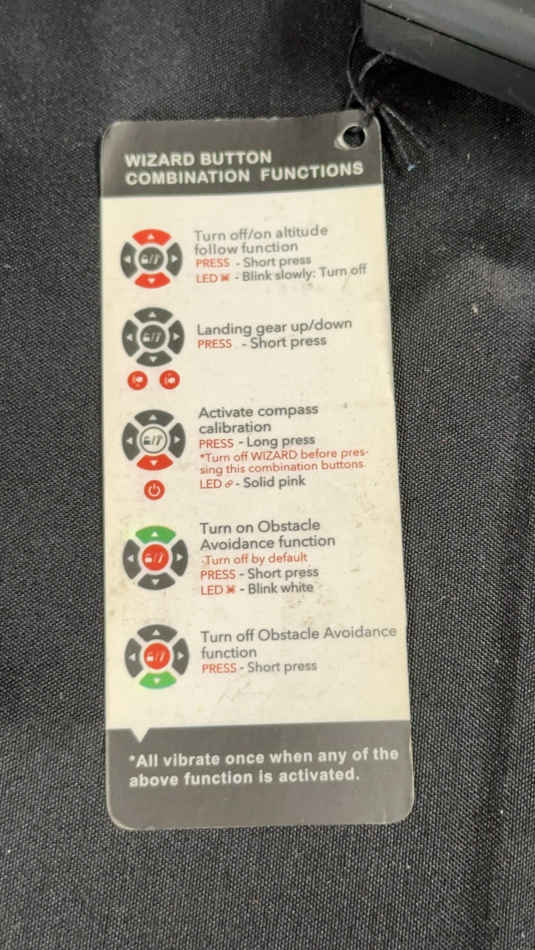 WIZARD BUTTON
COMBINATION FUNCTIONS
Turn off/on altitude
follow function
PRESS - Short press
LED - Blink slowly: Turn off
Landing gear up/down
PRESS - Short press
Activate compass
calibration
PRESS - Long press
*Turn off WIZARD before pres-
sing this combination buttons.
LED - Solid pink
Turn on Obstacle
Avoidance function
·Turn off by default
PRESS - Short press
LED - Blink white
Turn off Obstacle Avoidance
function
PRESS - Short press
*All vibrate once when any of the
above function is activated.